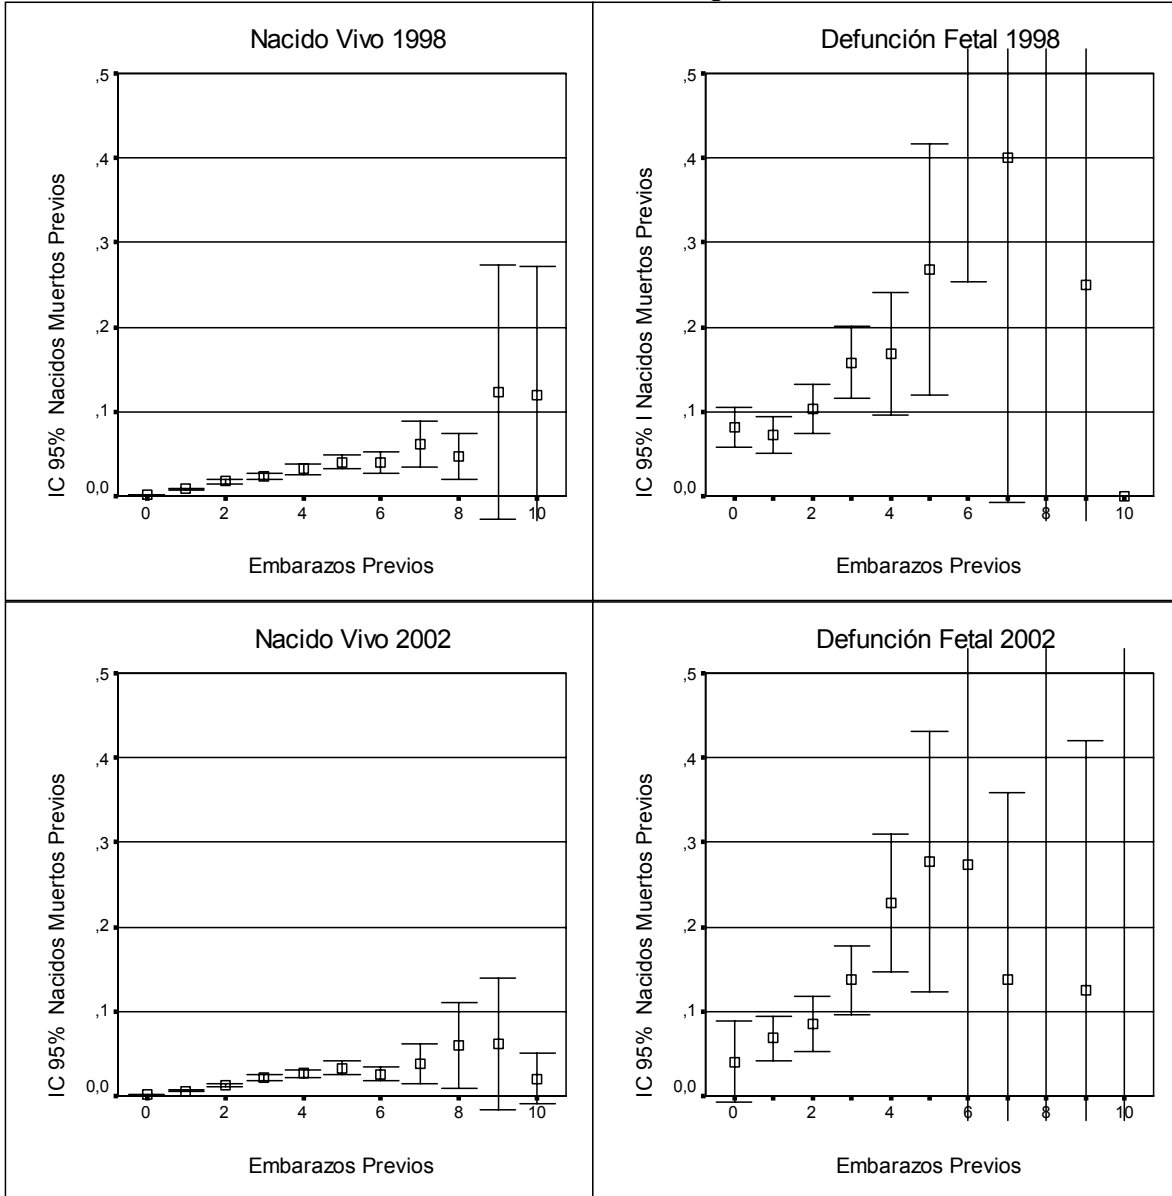 Nacido Vivo 1998
IC 95%  Nacidos Muertos Previos
,5
,4
,3
,2
,1
0,0
0 2 4 6 8 10
Embarazos Previos
Defunción Fetal 1998
IC 95% I Nacidos Muertos Previos
,5
,4
,3
,2
,1
0,0
0 2 4 6 8 10
Embarazos Previos
Nacido Vivo 2002
IC 95%  Nacidos Muertos Previos
,5
,4
,3
,2
,1
0,0
0 2 4 6 8 10
Embarazos Previos
Defunción Fetal 2002
IC 95%  Nacidos Muertos Previos
,5
,4
,3
,2
,1
0,0
0 2 4 6 8 10
Embarazos Previos